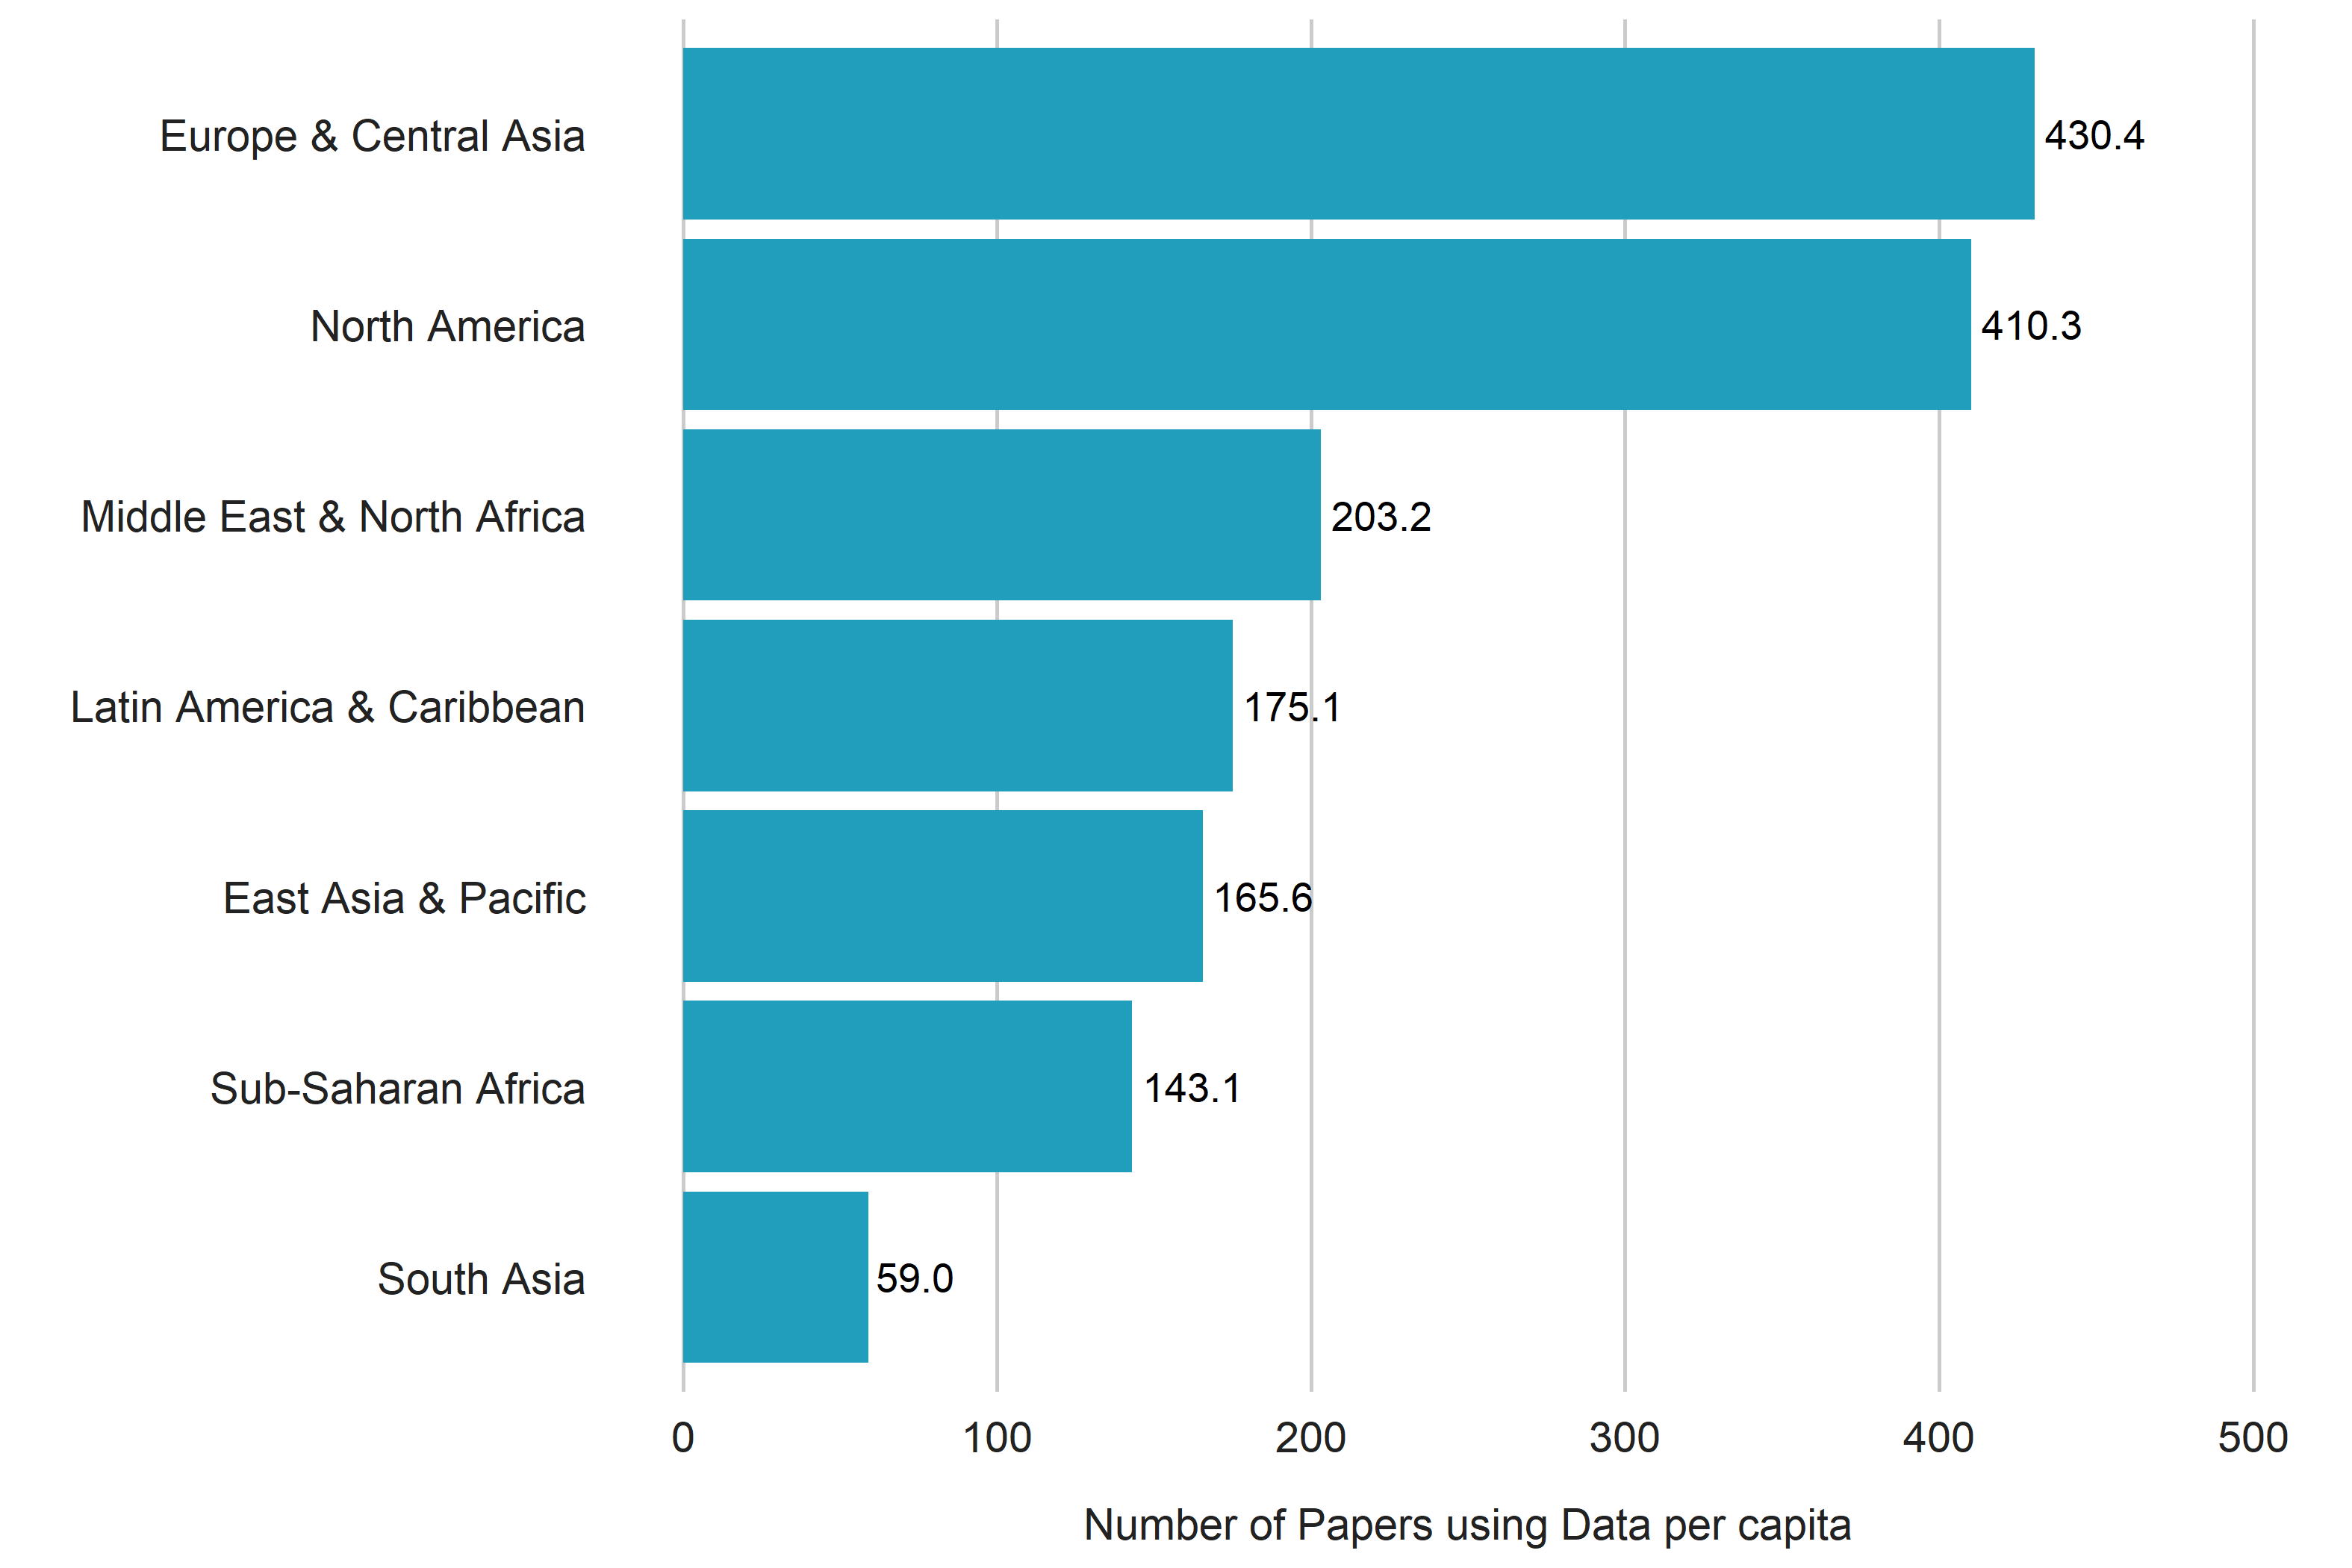 Europe & Central Asia 430.4
North America 410.3
Middle East & North Africa 203.2
Latin America & Caribbean 175.1
East Asia & Pacific 165.6
Sub-Saharan Africa 143.1
South Asia 59.0
0 100 200 300 400 500
Number of Papers using Data per capita